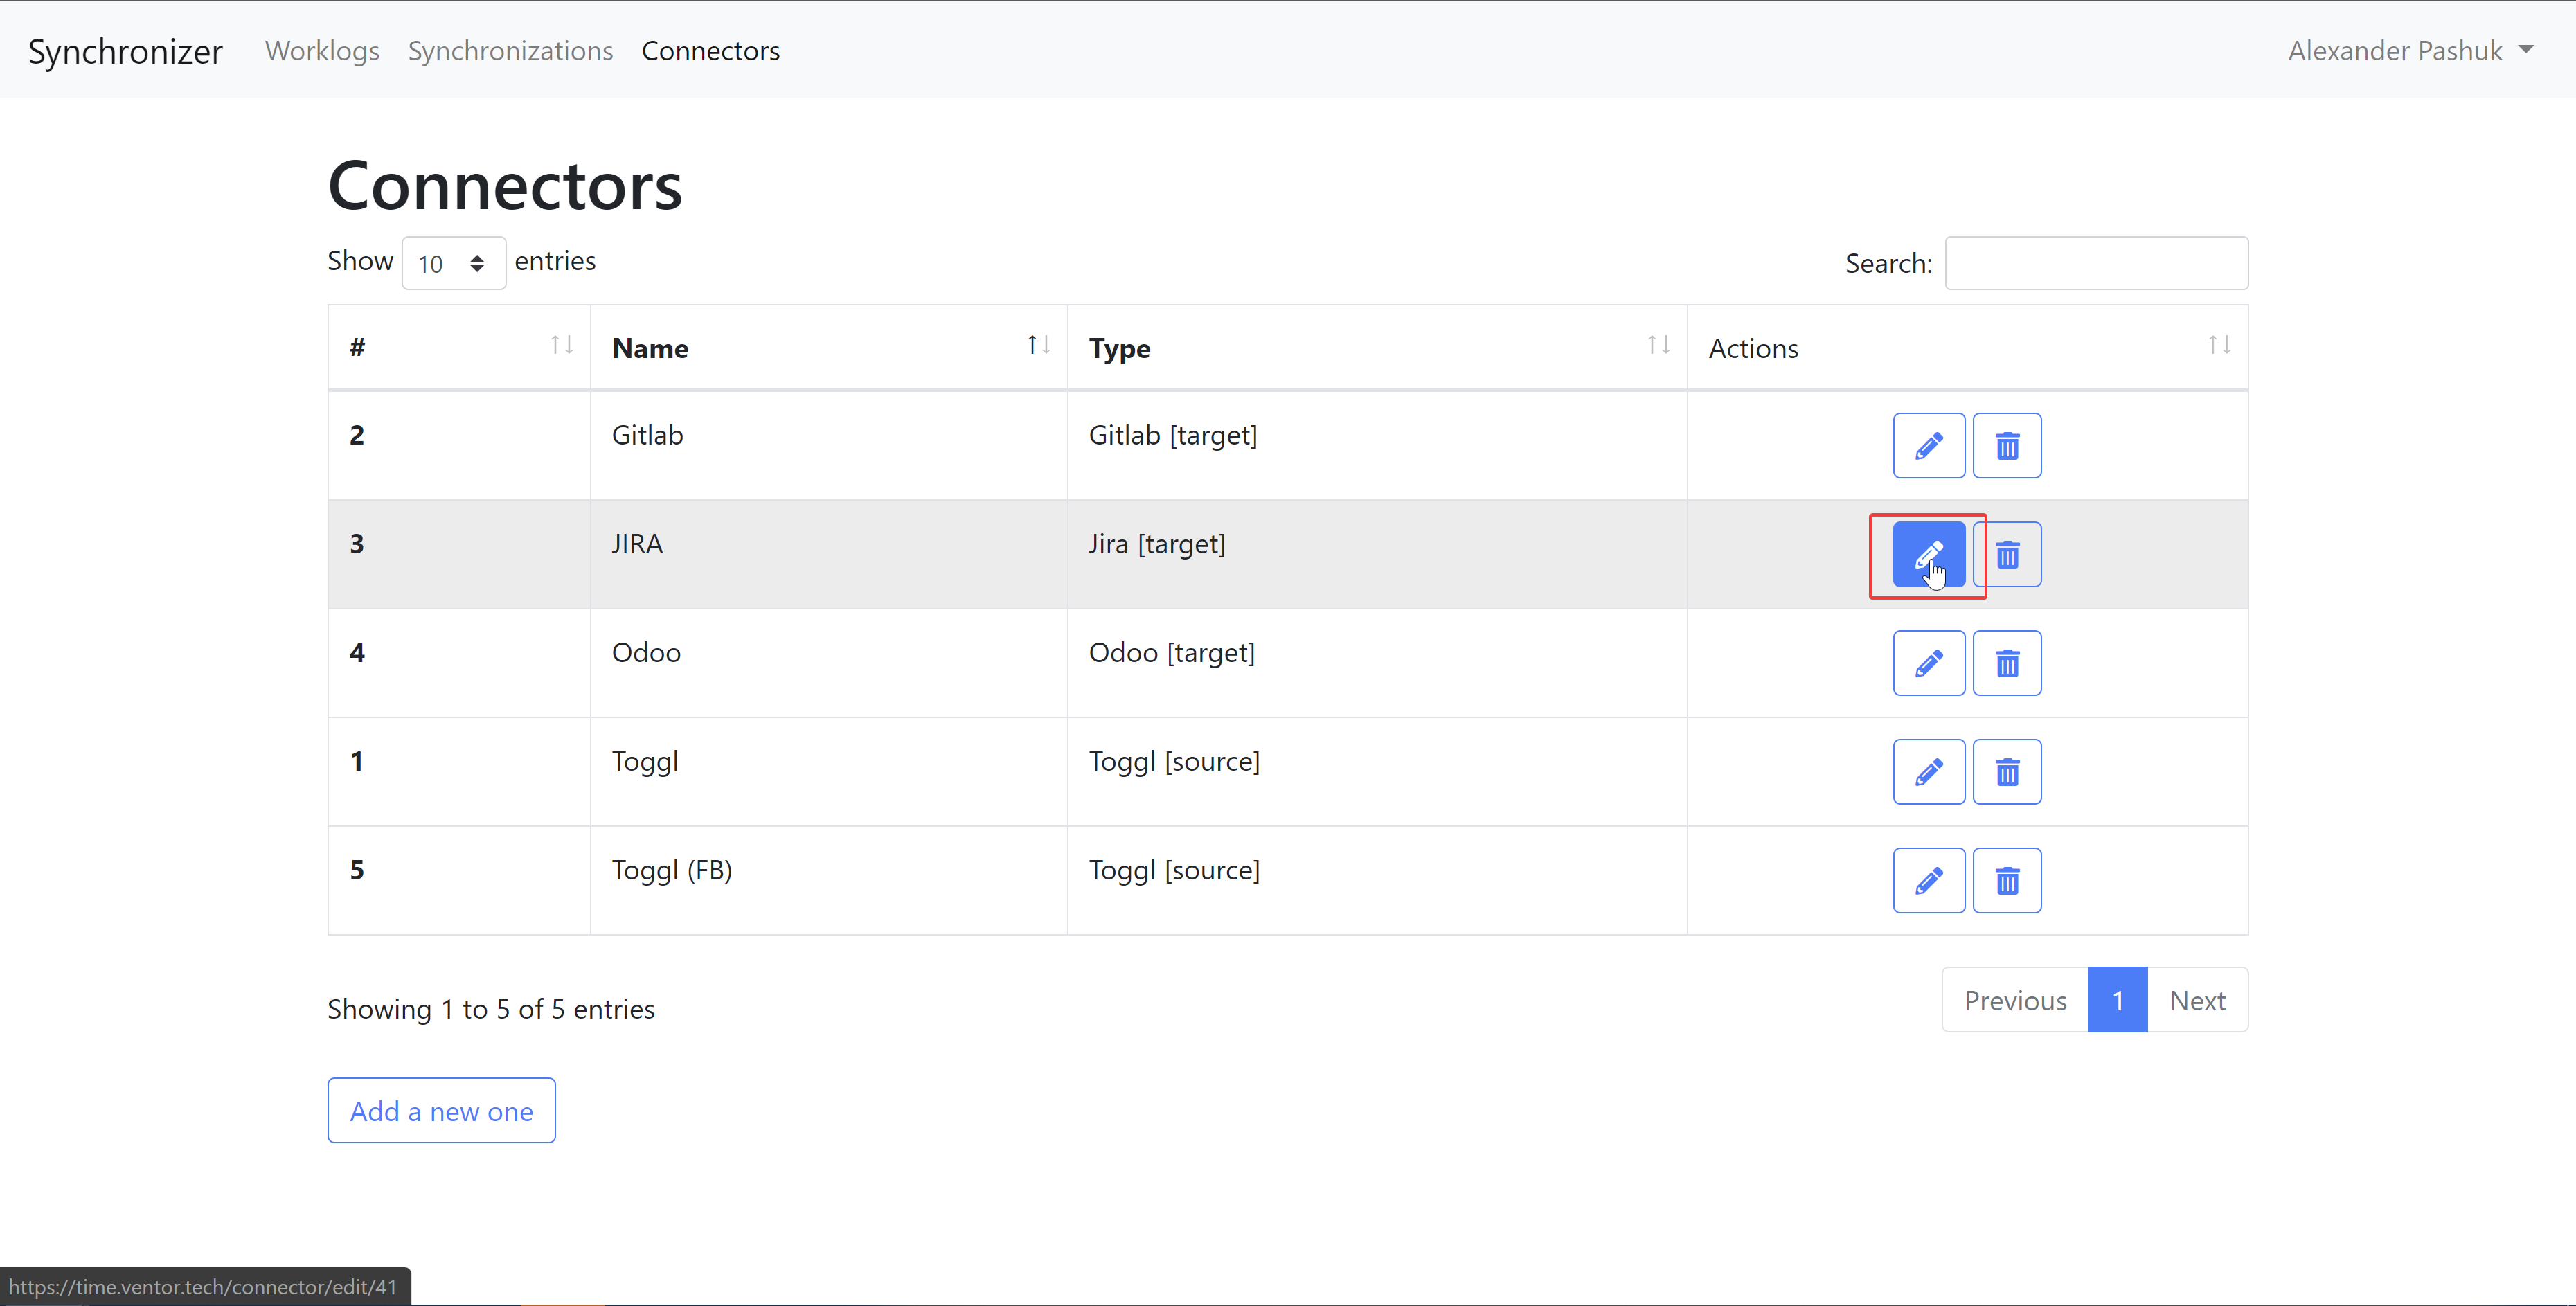 Synchronizer Worklogs Synchronizations Connectors Alexander Pashuk
Connectors
Show 10 entries Search:
# Name Type Actions
2 Gitlab Gitlab [target]
3 JIRA Jira [target]
4 Odoo Odoo [target]
1 Toggl Toggl [source]
5 Toggl (FB) Toggl [source]
Showing 1 to 5 of 5 entries Previous 1 Next
Add a new one
https://time.ventor.tech/connector/edit/41